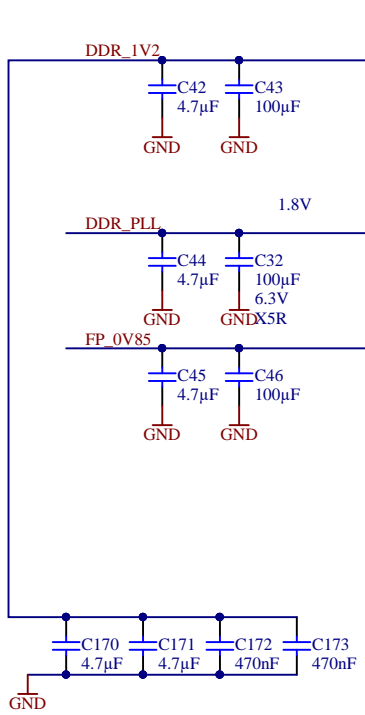 DDR_1V2
C42
4.7µF
C43
100µF
GND
GND
1.8V
DDR_PLL
C44
4.7µF
C32
100µF
6.3V
X5R
GND
GND
FP_0V85
C45
4.7µF
C46
100µF
GND
GND
C170
4.7µF
C171
4.7µF
C172
470nF
C173
470nF
GND